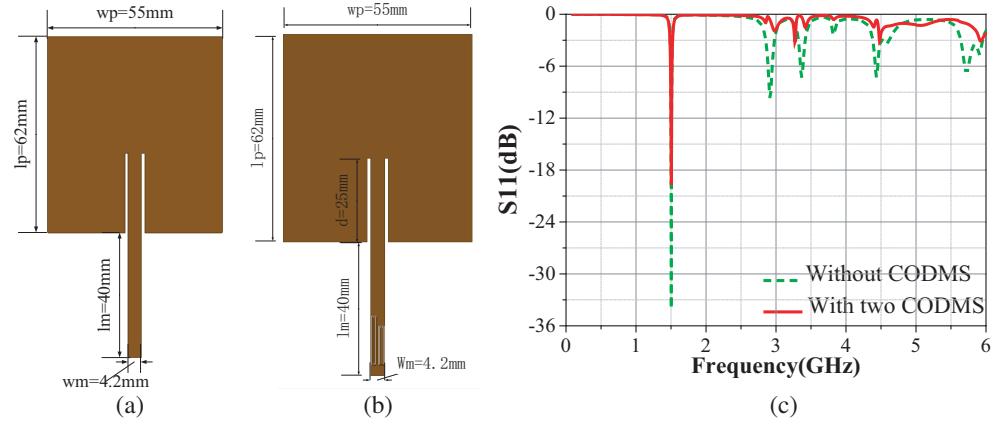 wp=55mm
lp=62mm
lm=40mm
wm=4.2mm
(a)
wp=55mm
lp=62mm
d=25mm
lm=40mm
Wm=4.2mm
(b)
S11(dB)
0
-6
-12
-18
-24
-30
-36
Without CODMS
With two CODMS
0 1 2 3 4 5 6
Frequency(GHz)
(c)